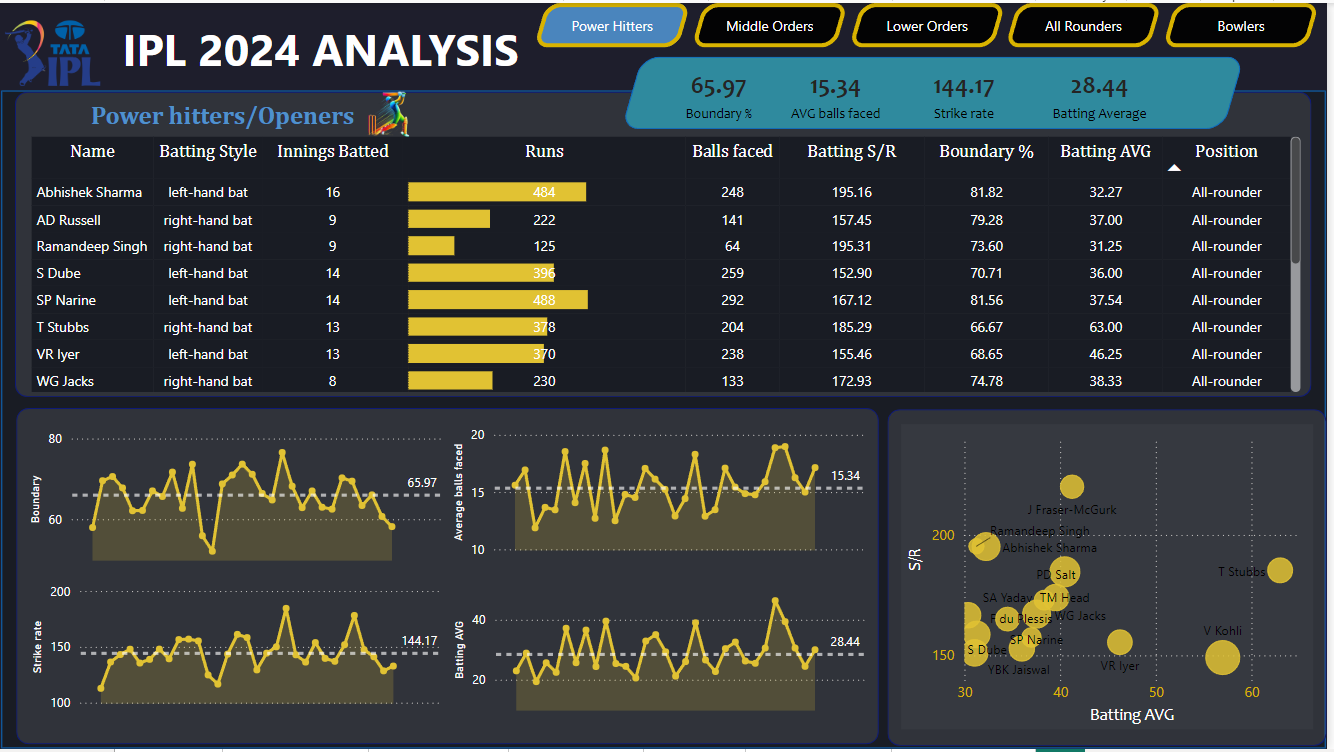 TATA
IPL
IPL 2024 ANALYSIS
Power Hitters
Middle Orders
Lower Orders
All Rounders
Bowlers
65.97 15.34 144.17 28.44
Boundary % AVG balls faced Strike rate Batting Average
Power hitters/Openers
Name Batting Style Innings Batted Runs Balls faced Batting S/R Boundary % Batting AVG Position
Abhishek Sharma left-hand bat 16 484 248 195.16 81.82 32.27 All-rounder
AD Russell right-hand bat 9 222 141 157.45 79.28 37.00 All-rounder
Ramandeep Singh right-hand bat 9 125 64 195.31 73.60 31.25 All-rounder
S Dube left-hand bat 14 396 259 152.90 70.71 36.00 All-rounder
SP Narine left-hand bat 14 488 292 167.12 81.56 37.54 All-rounder
T Stubbs right-hand bat 13 378 204 185.29 66.67 63.00 All-rounder
VR Iyer left-hand bat 13 370 238 155.46 68.65 46.25 All-rounder
WG Jacks right-hand bat 8 230 133 172.93 74.78 38.33 All-rounder
Boundary
80
60
65.97
Average balls faced
20
15
10
15.34
Strike rate
200
150
100
144.17
Batting AVG
40
20
28.44
S/R
200
150
J Fraser-McGurk
Ramandeep Singh
Abhishek Sharma
PD Salt
T Stubbs
SA Yadav
TM Head
F du Plessis
WG Jacks
SP Narine
V Kohli
S Dube
VR Iyer
YBK Jaiswal
30 40 50 60
Batting AVG